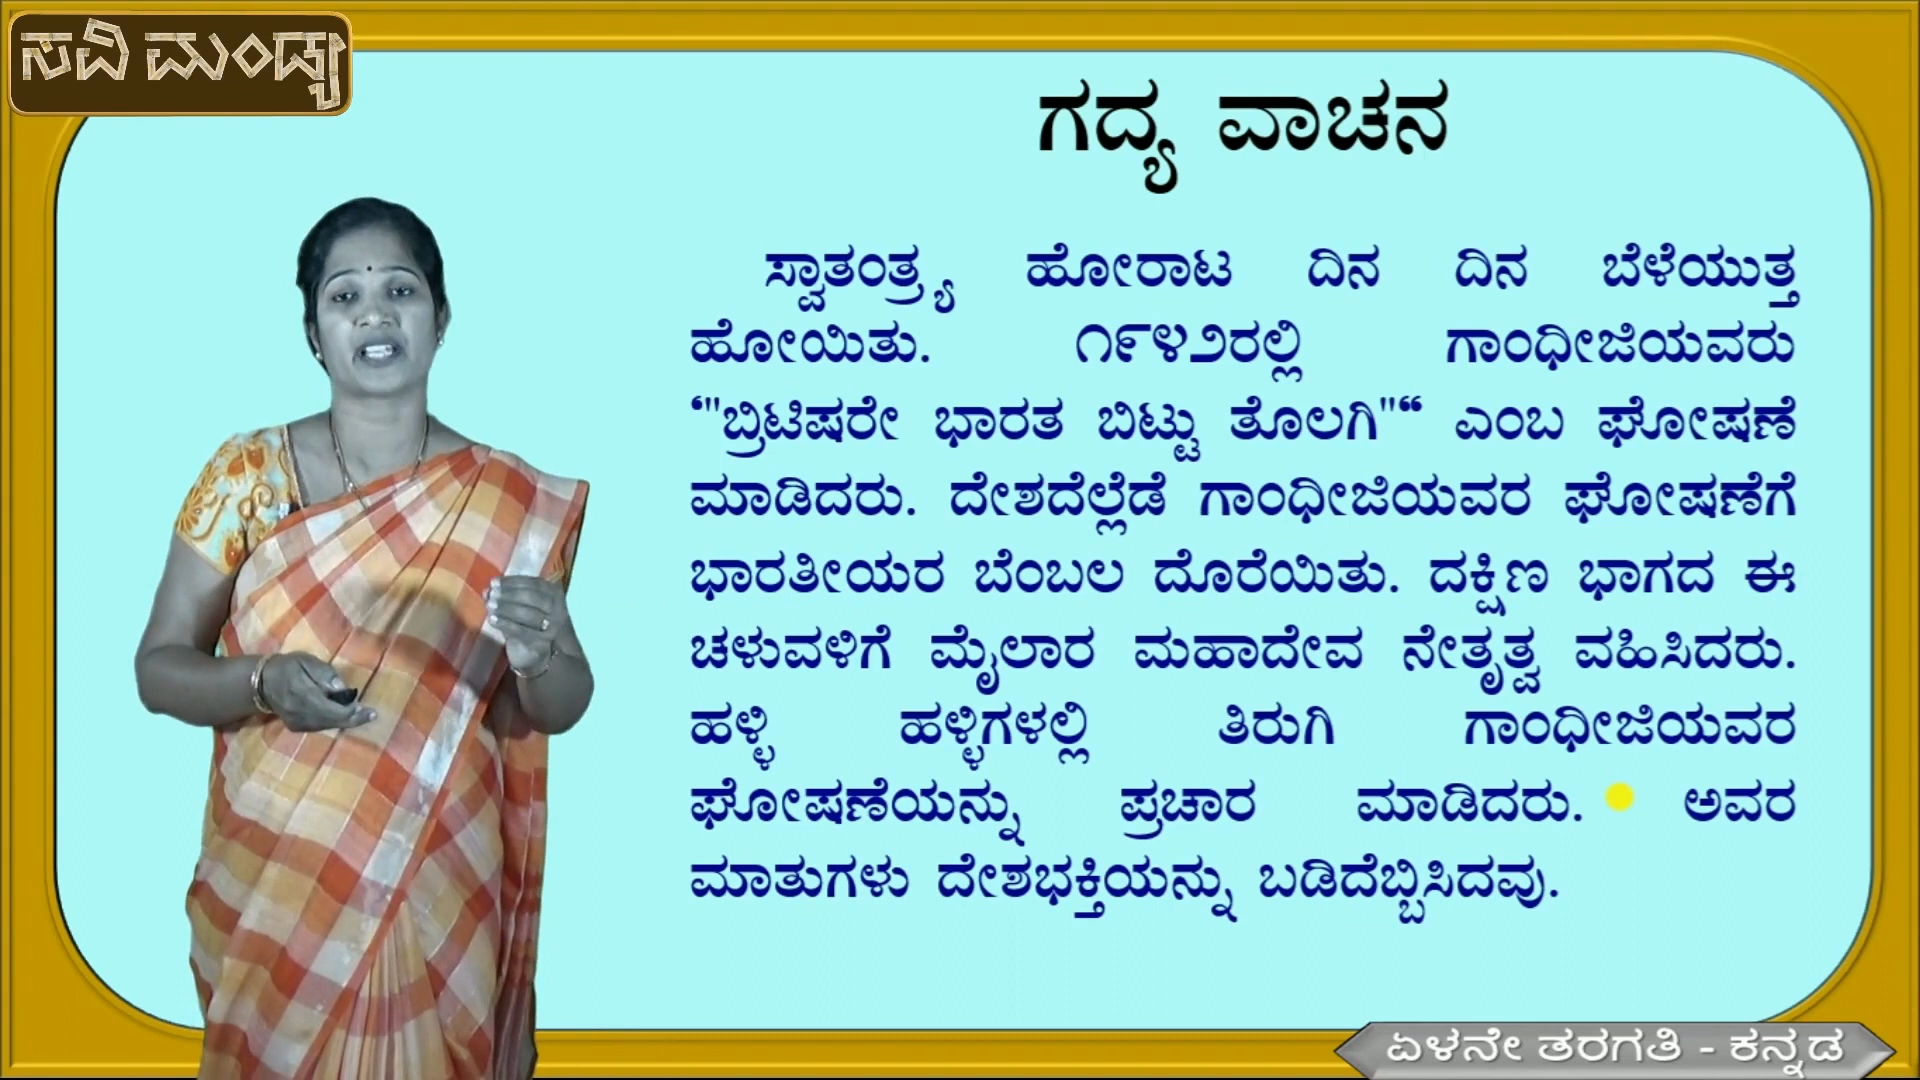 ಸವಿ ಮಂಡ್ಯ
ಗದ್ಯ ವಾಚನ
ಸ್ವಾತಂತ್ರ್ಯ ಹೋರಾಟ ದಿನ ದಿನ ಬೆಳೆಯುತ್ತ
ಹೋಯಿತು. ೧೯೪೨ರಲ್ಲಿ ಗಾಂಧೀಜಿಯವರು
‘"ಬ್ರಿಟಿಷರೇ ಭಾರತ ಬಿಟ್ಟು ತೊಲಗಿ"“ ಎಂಬ ಘೋಷಣೆ
ಮಾಡಿದರು. ದೇಶದೆಲ್ಲೆಡೆ ಗಾಂಧೀಜಿಯವರ ಘೋಷಣೆಗೆ
ಭಾರತೀಯರ ಬೆಂಬಲ ದೊರೆಯಿತು. ದಕ್ಷಿಣ ಭಾಗದ ಈ
ಚಳುವಳಿಗೆ ಮೈಲಾರ ಮಹಾದೇವ ನೇತೃತ್ವ ವಹಿಸಿದರು.
ಹಳ್ಳಿ ಹಳ್ಳಿಗಳಲ್ಲಿ ತಿರುಗಿ ಗಾಂಧೀಜಿಯವರ
ಘೋಷಣೆಯನ್ನು ಪ್ರಚಾರ ಮಾಡಿದರು. ಅವರ
ಮಾತುಗಳು ದೇಶಭಕ್ತಿಯನ್ನು ಬಡಿದೆಬ್ಬಿಸಿದವು.
ಏಳನೇ ತರಗತಿ - ಕನ್ನಡ